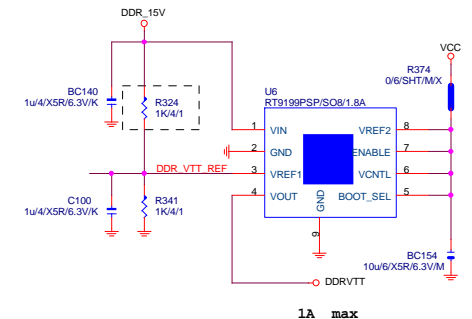 DDR_15V
VCC
BC140
1u/4/X5R/6.3V/K
R324
1K/4/1
R374
0/6/SHT/M/X
U6
RT9199PSP/SO8/1.8A
1 VIN VREF2 8
2 GND ENABLE 7
DDR_VTT_REF 3 VREF1 VCNTL 6
4 VOUT BOOT_SEL 5
GND
9
C100
1u/4/X5R/6.3V/K
R341
1K/4/1
BC154
10u/6/X5R/6.3V/M
DDRVTT
1A max